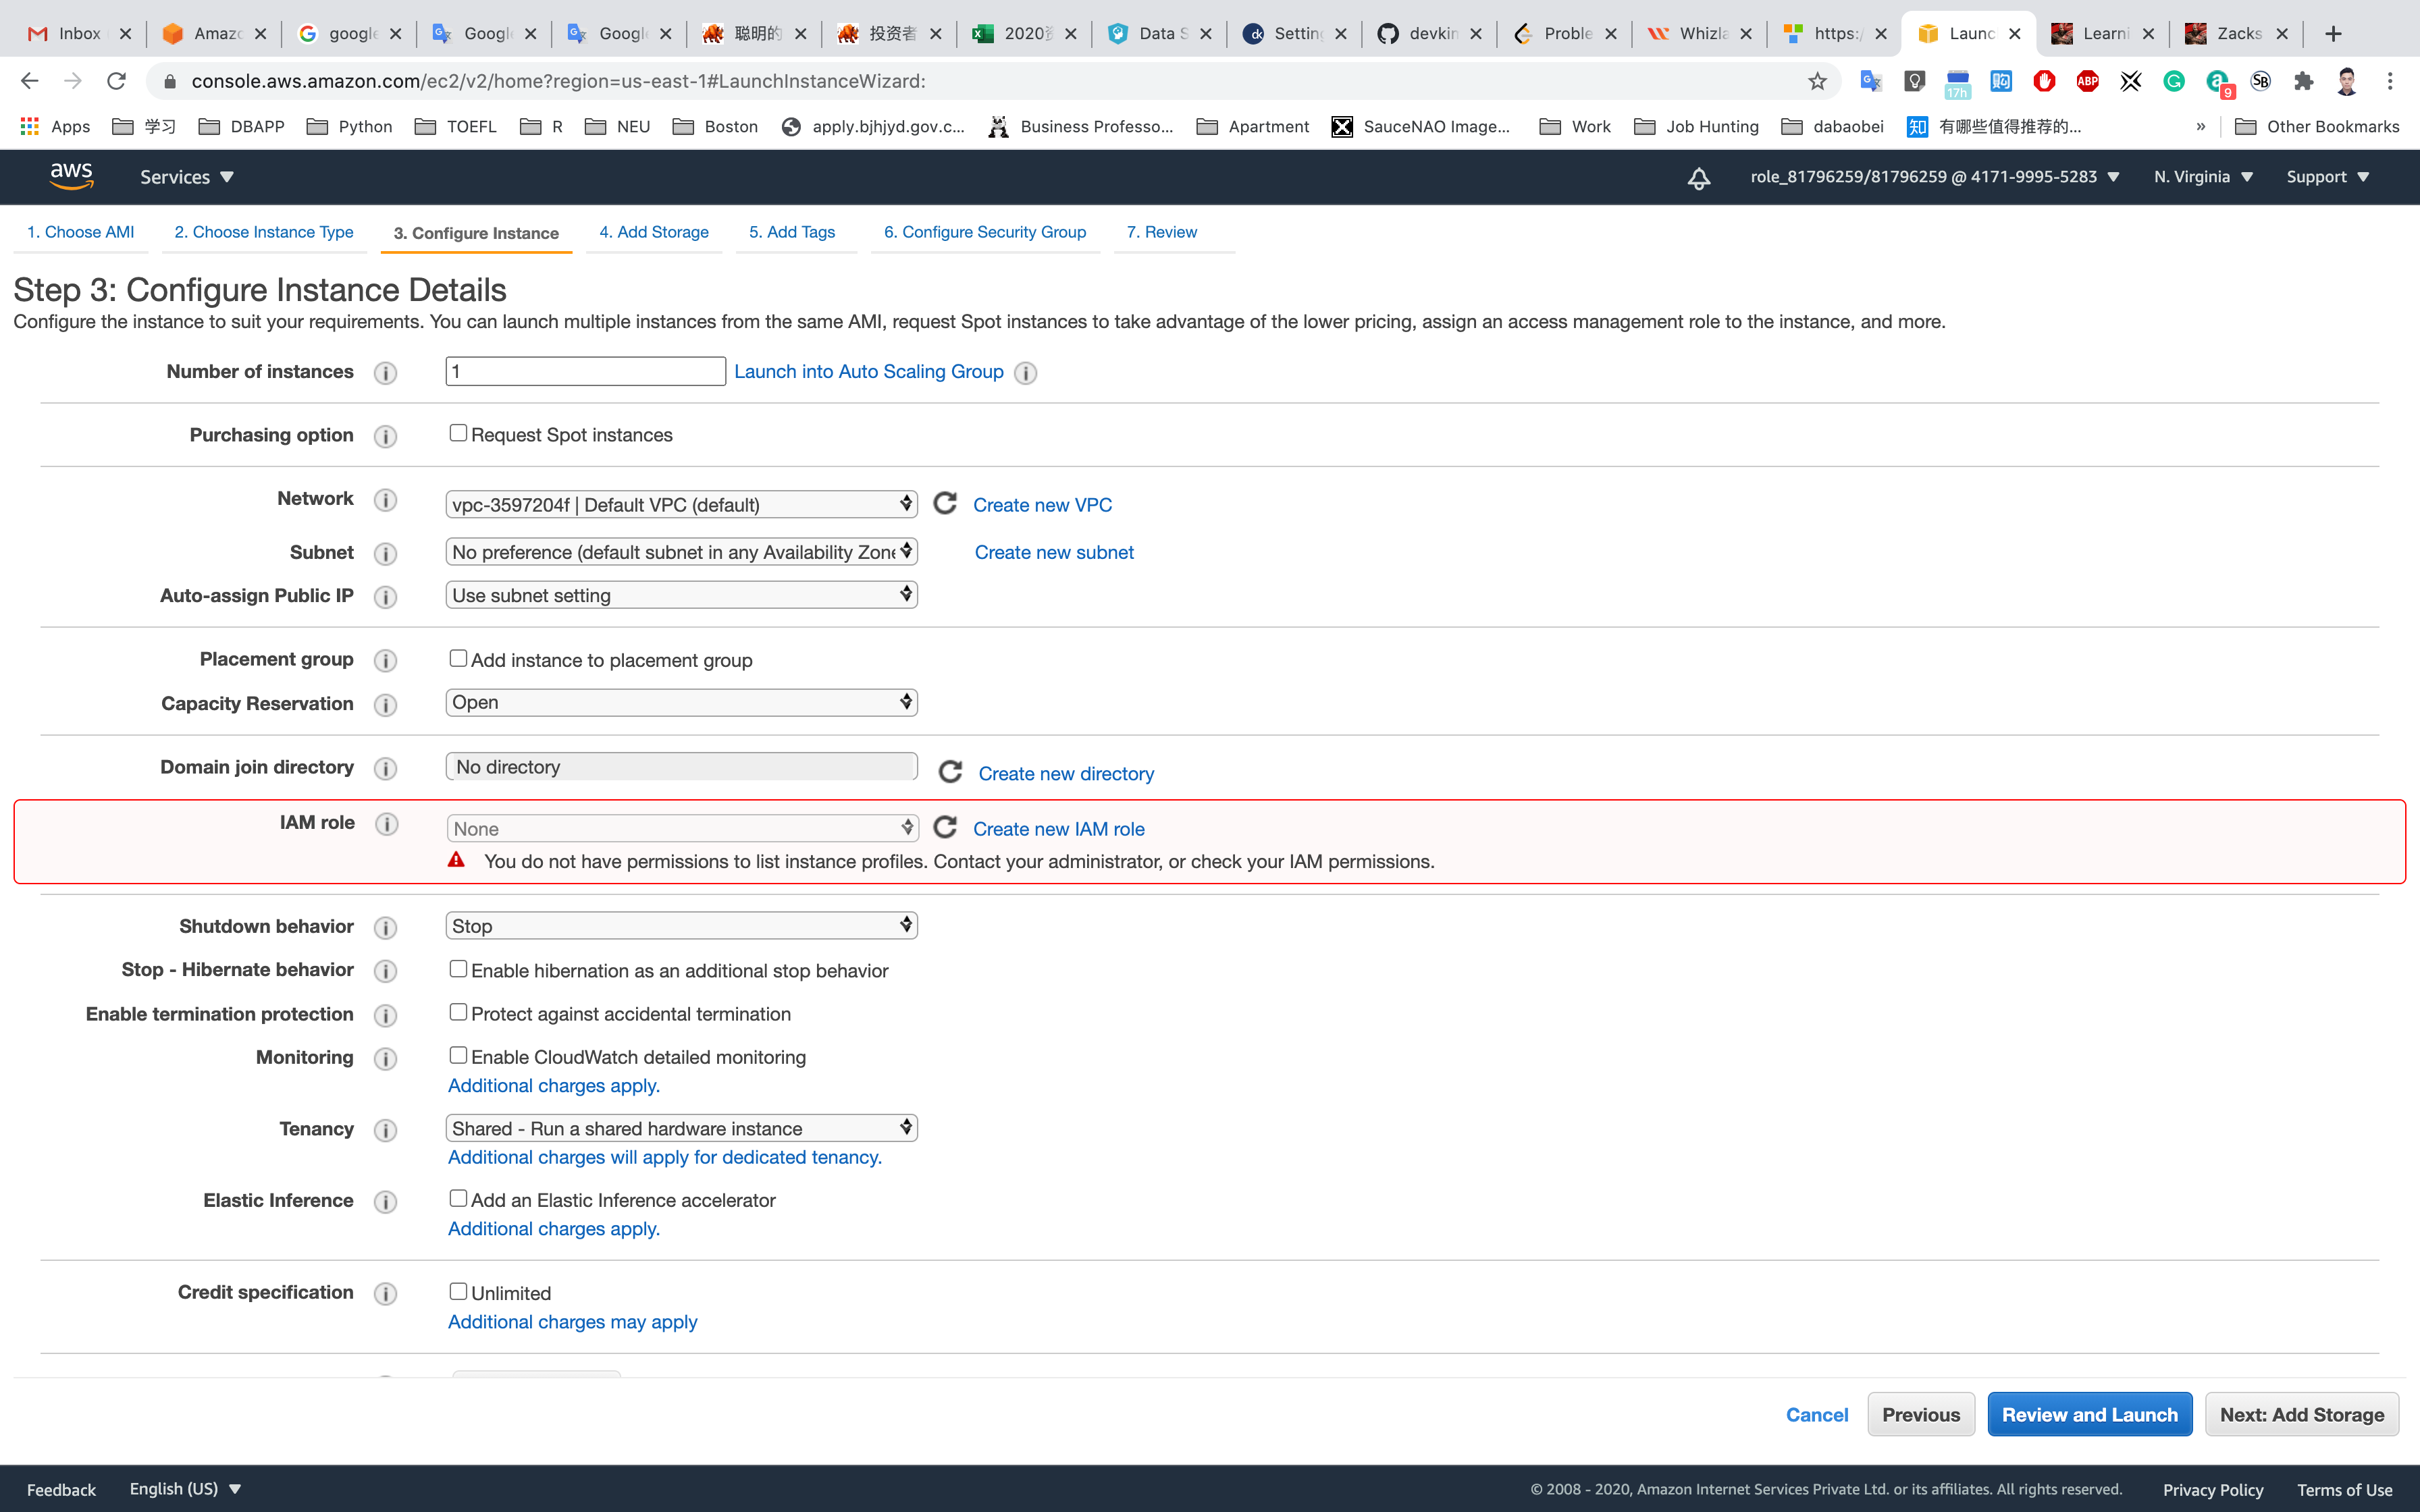 Inbox Amaz google Google Google 聪明的 投资者 2020 Data S Setting devkin Proble Whizla https:/ Launc Learni Zacks
console.aws.amazon.com/ec2/v2/home?region=us-east-1#LaunchInstanceWizard:
17h ABP 9 SB
Apps 学习 DBAPP Python TOEFL R NEU Boston apply.bjhjyd.gov.c... Business Professo... Apartment SauceNAO Image... Work Job Hunting dabaobei 知 有哪些值得推荐的... » Other Bookmarks
aws Services role_81796259/81796259 @ 4171-9995-5283 N. Virginia Support
1. Choose AMI 2. Choose Instance Type 3. Configure Instance 4. Add Storage 5. Add Tags 6. Configure Security Group 7. Review
Step 3: Configure Instance Details
Configure the instance to suit your requirements. You can launch multiple instances from the same AMI, request Spot instances to take advantage of the lower pricing, assign an access management role to the instance, and more.
Number of instances 1 Launch into Auto Scaling Group
Purchasing option Request Spot instances
Network vpc-3597204f | Default VPC (default) Create new VPC
Subnet No preference (default subnet in any Availability Zone Create new subnet
Auto-assign Public IP Use subnet setting
Placement group Add instance to placement group
Capacity Reservation Open
Domain join directory No directory Create new directory
IAM role None Create new IAM role
You do not have permissions to list instance profiles. Contact your administrator, or check your IAM permissions.
Shutdown behavior Stop
Stop - Hibernate behavior Enable hibernation as an additional stop behavior
Enable termination protection Protect against accidental termination
Monitoring Enable CloudWatch detailed monitoring
Additional charges apply.
Tenancy Shared - Run a shared hardware instance
Additional charges will apply for dedicated tenancy.
Elastic Inference Add an Elastic Inference accelerator
Additional charges apply.
Credit specification Unlimited
Additional charges may apply
Cancel Previous Review and Launch Next: Add Storage
Feedback English (US) © 2008 - 2020, Amazon Internet Services Private Ltd. or its affiliates. All rights reserved. Privacy Policy Terms of Use